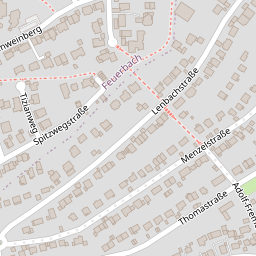 nweinberg
Feuerbach
Lenbachstraße
Tizianweg
Spitzwegstraße
Menzelstraße
Thomastraße
Adolf-Frem